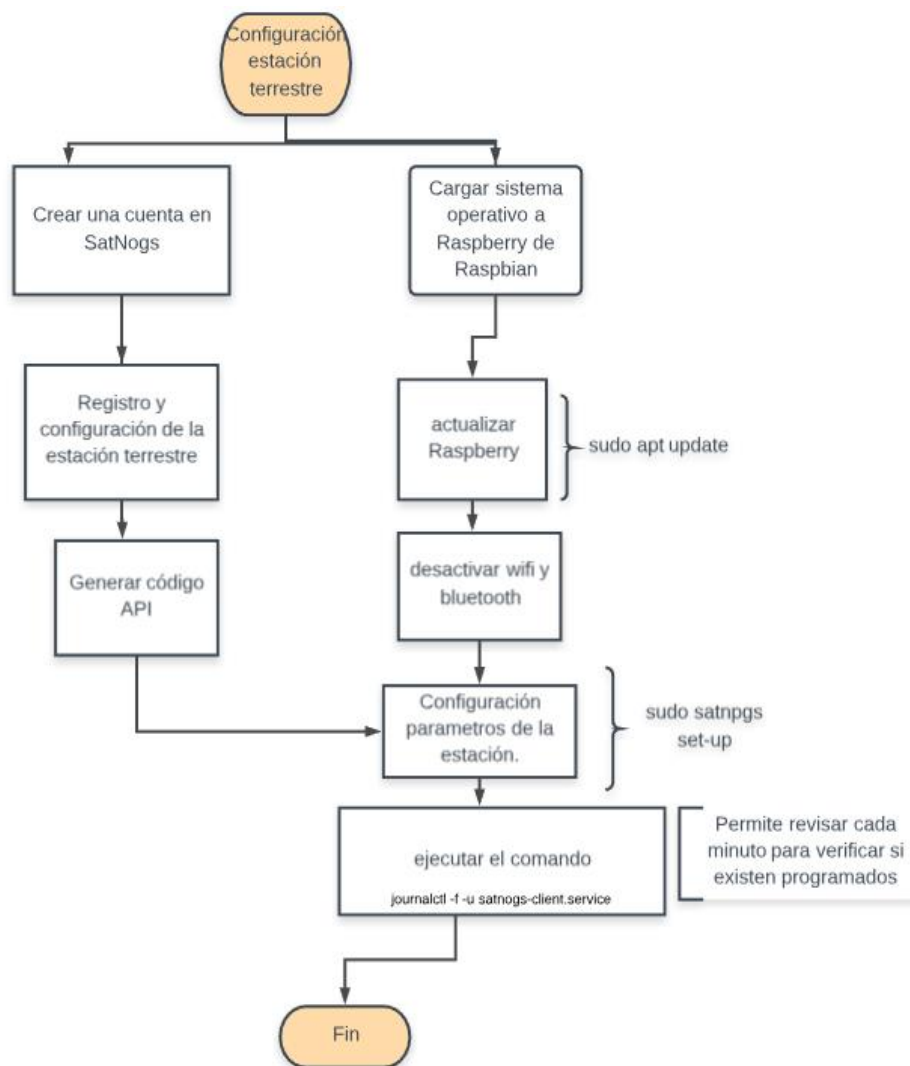 Configuración
estación
terrestre
Crear una cuenta en
SatNogs
Cargar sistema
operativo a
Raspberry de
Raspbian
Registro y
configuración de la
estación terrestre
actualizar
Raspberry
sudo apt update
Generar código
API
desactivar wifi y
bluetooth
Configuración
parametros de la
estación.
sudo satnpgs
set-up
ejecutar el comando
journalctl -f -u satnogs-client.service
Permite revisar cada
minuto para verificar si
existen programados
Fin